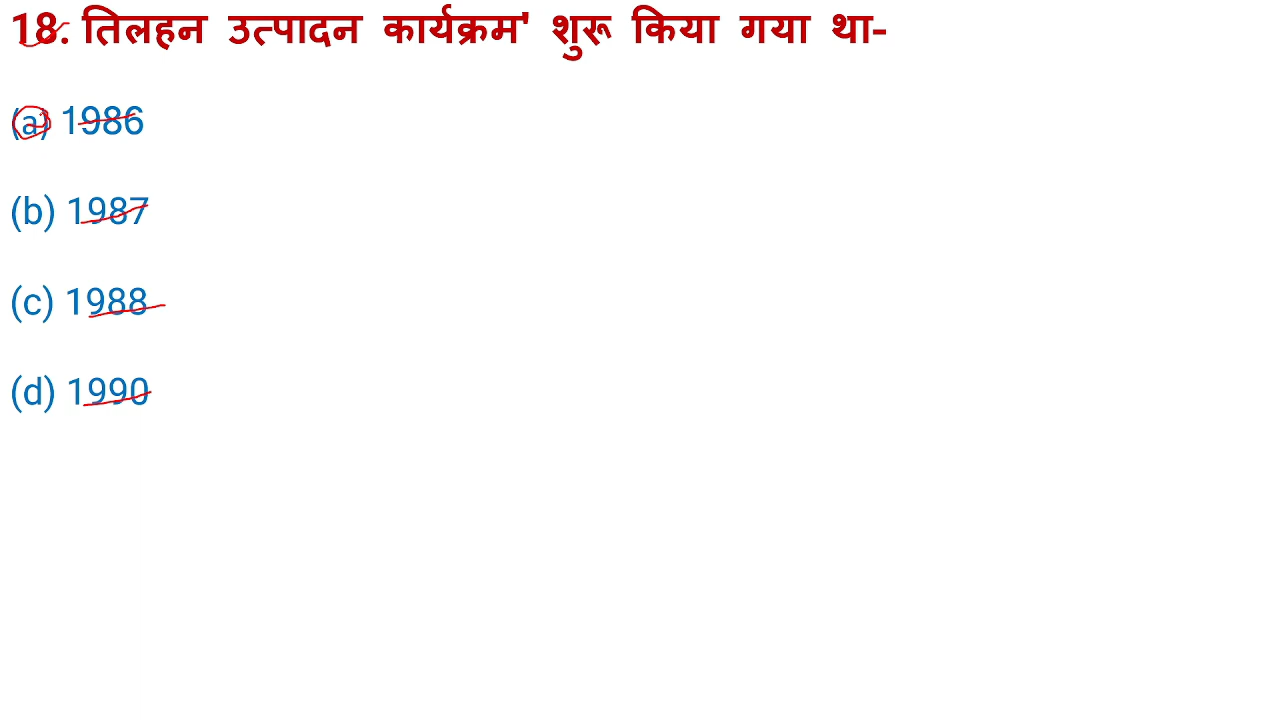 18. तिलहन उत्पादन कार्यक्रम' शुरू किया गया था-
(a) 1986
(b) 1987
(c) 1988
(d) 1990